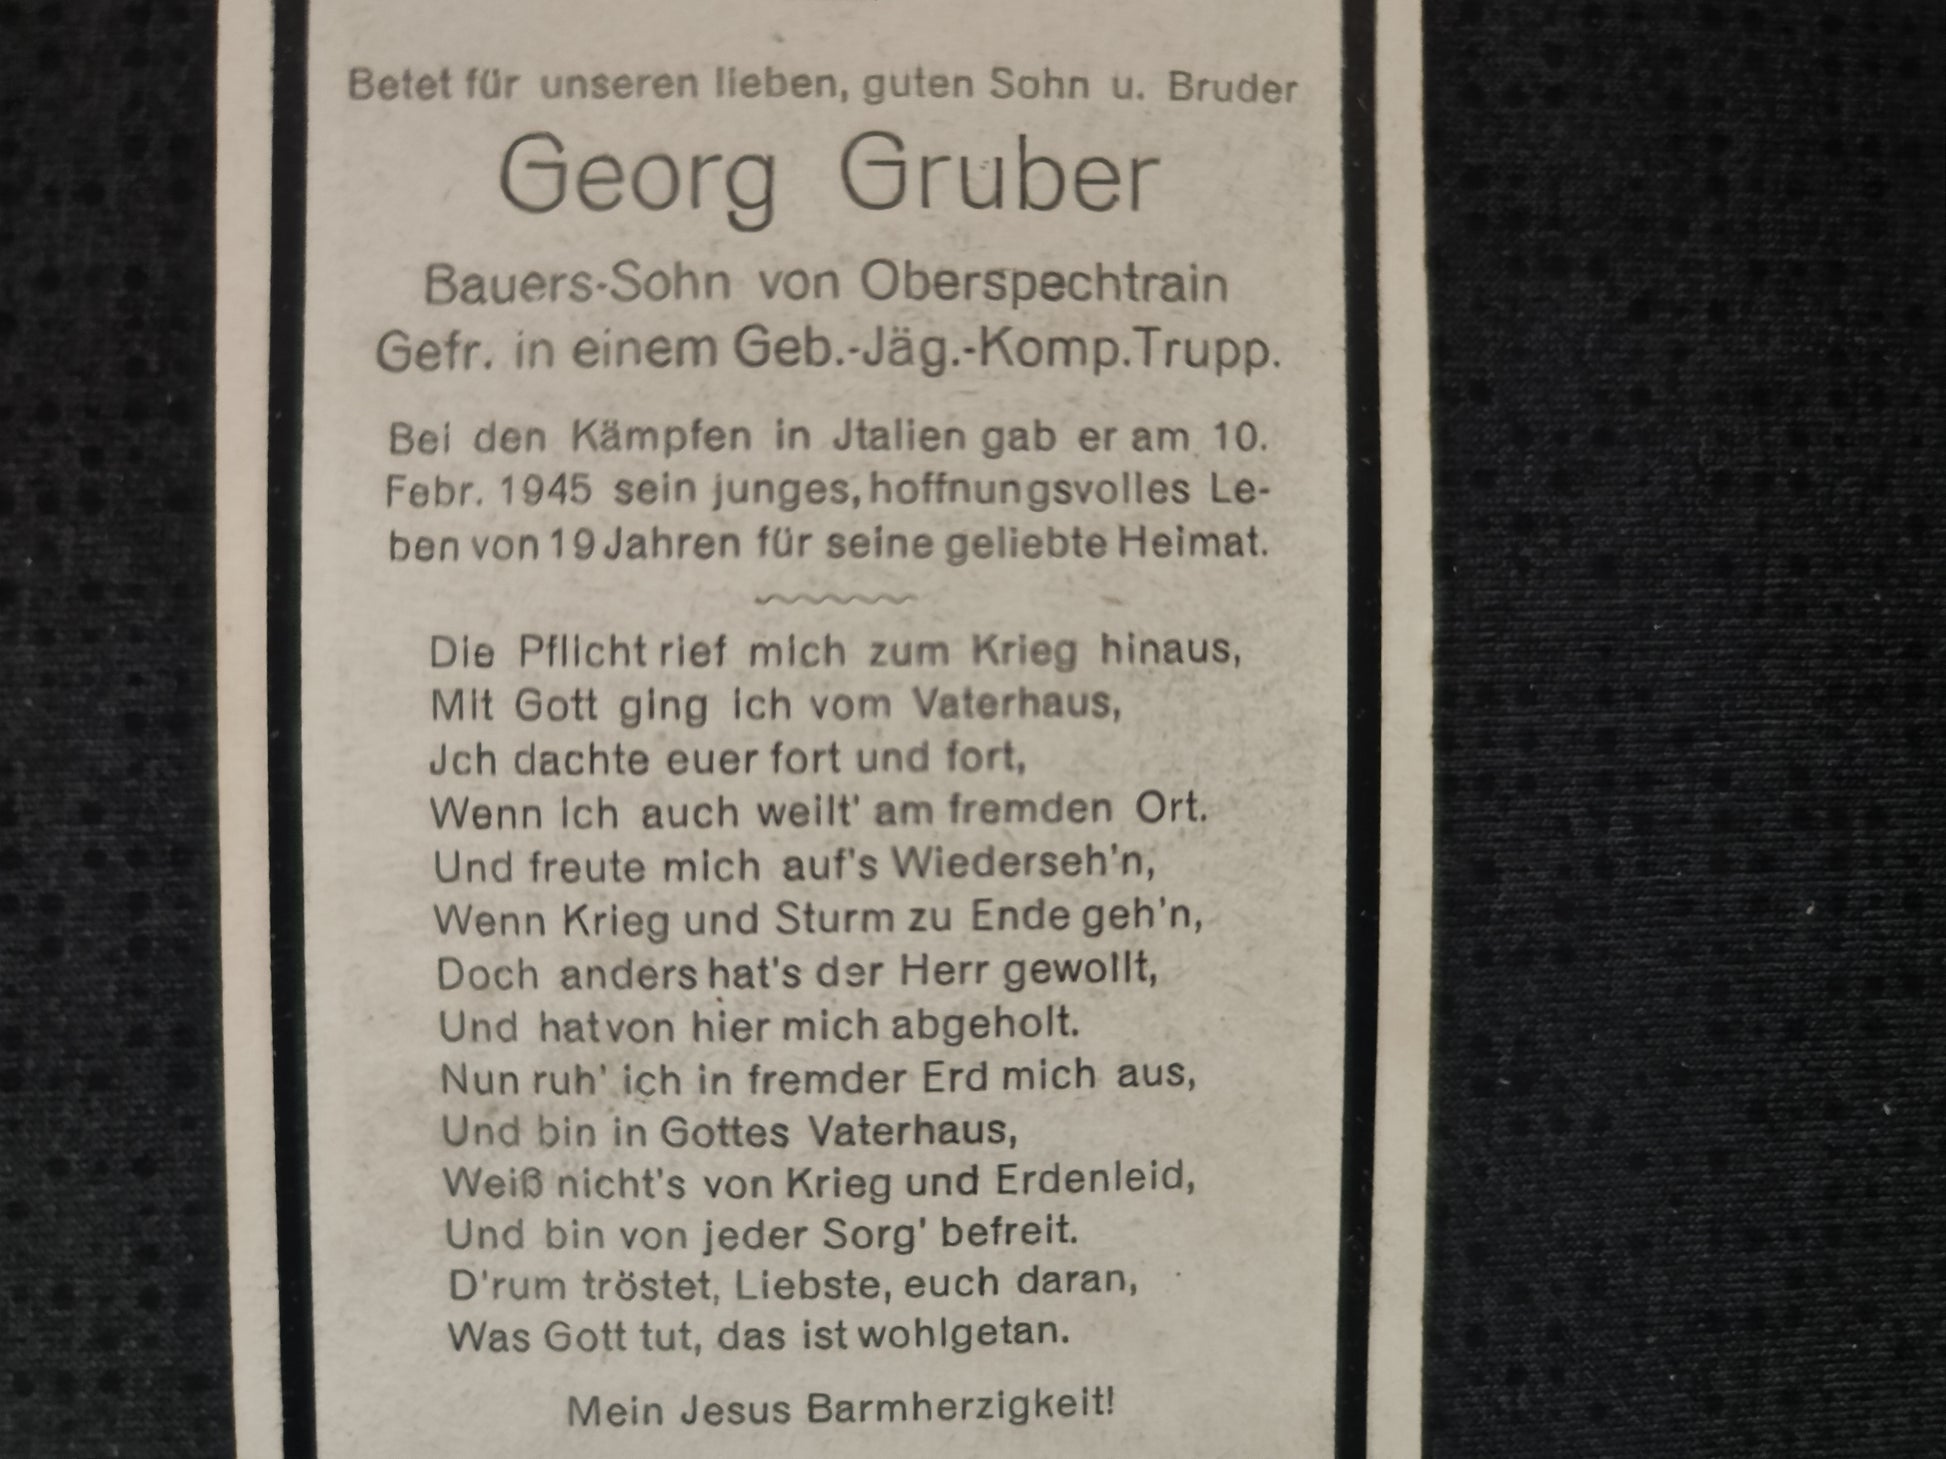 Betet für unseren lieben, guten Sohn u. Bruder
Georg Gruber
Bauers-Sohn von Oberspechtrain
Gefr. in einem Geb.-Jäg.-Komp.Trupp.
Bei den Kämpfen in Jtalien gab er am 10.
Febr. 1945 sein junges, hoffnungsvolles Le-
ben von 19 Jahren für seine geliebte Heimat.
Die Pflicht rief mich zum Krieg hinaus,
Mit Gott ging ich vom Vaterhaus,
Jch dachte euer fort und fort,
Wenn ich auch weilt' am fremden Ort.
Und freute mich auf's Wiederseh'n,
Wenn Krieg und Sturm zu Ende geh'n,
Doch anders hat's der Herr gewollt,
Und hat von hier mich abgeholt.
Nun ruh' ich in fremder Erd mich aus,
Und bin in Gottes Vaterhaus,
Weiß nicht's von Krieg und Erdenleid,
Und bin von jeder Sorg' befreit.
D'rum tröstet, Liebste, euch daran,
Was Gott tut, das ist wohlgetan.
Mein Jesus Barmherzigkeit!